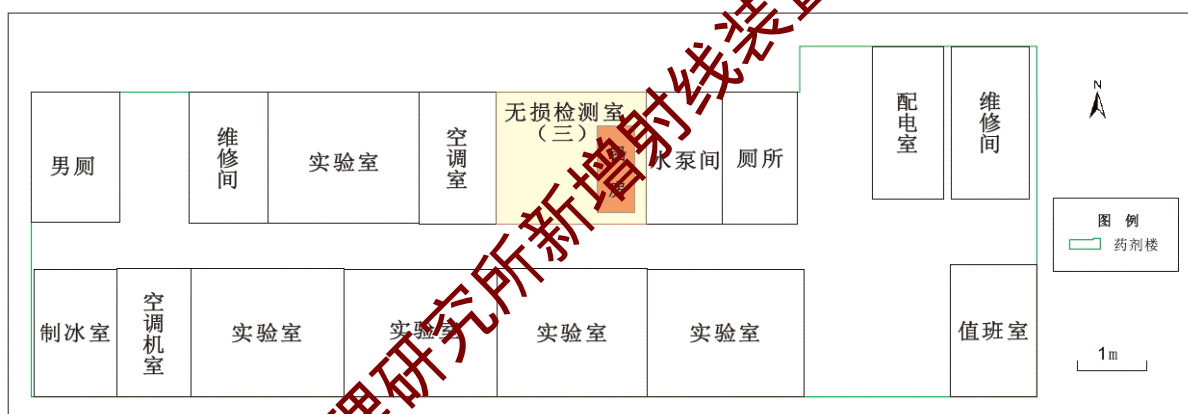 无损检测室
（三）
男厕
维修间
实验室
空调室
水泵间
厕所
配电室
维修间
N
图 例
药剂楼
制冰室
空调机室
实验室
实验室
实验室
实验室
值班室
1m
理研究所新增射线装置